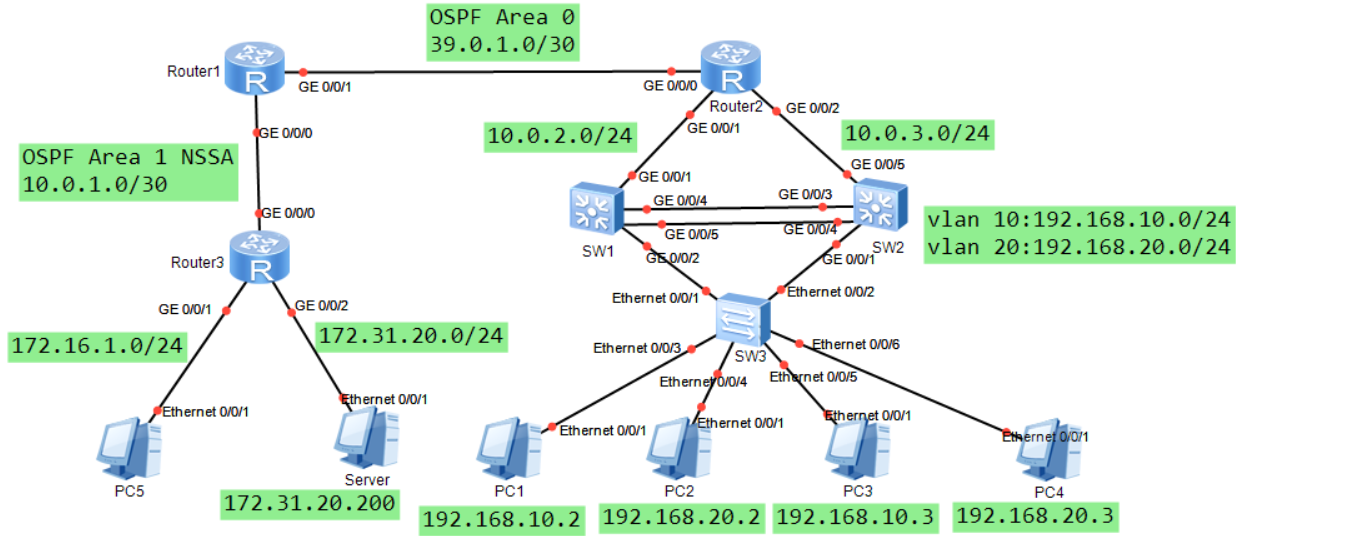 OSPF Area 0
39.0.1.0/30
Router1
GE 0/0/1
GE 0/0/0
Router2
GE 0/0/2
GE 0/0/1
10.0.2.0/24
10.0.3.0/24
GE 0/0/0
OSPF Area 1 NSSA
10.0.1.0/30
GE 0/0/5
GE 0/0/1
GE 0/0/4
GE 0/0/3
GE 0/0/0
GE 0/0/5
GE 0/0/4
SW1
SW2
vlan 10:192.168.10.0/24
vlan 20:192.168.20.0/24
Router3
GE 0/0/2
GE 0/0/1
GE 0/0/1
GE 0/0/2
Ethernet 0/0/1
Ethernet 0/0/2
172.16.1.0/24
172.31.20.0/24
SW3
Ethernet 0/0/3
Ethernet 0/0/6
Ethernet 0/0/4
Ethernet 0/0/5
Ethernet 0/0/1
Ethernet 0/0/1
Ethernet 0/0/1
Ethernet 0/0/1
Ethernet 0/0/1
Ethernet 0/0/1
PC5
Server
172.31.20.200
PC1
PC2
PC3
PC4
192.168.10.2
192.168.20.2
192.168.10.3
192.168.20.3